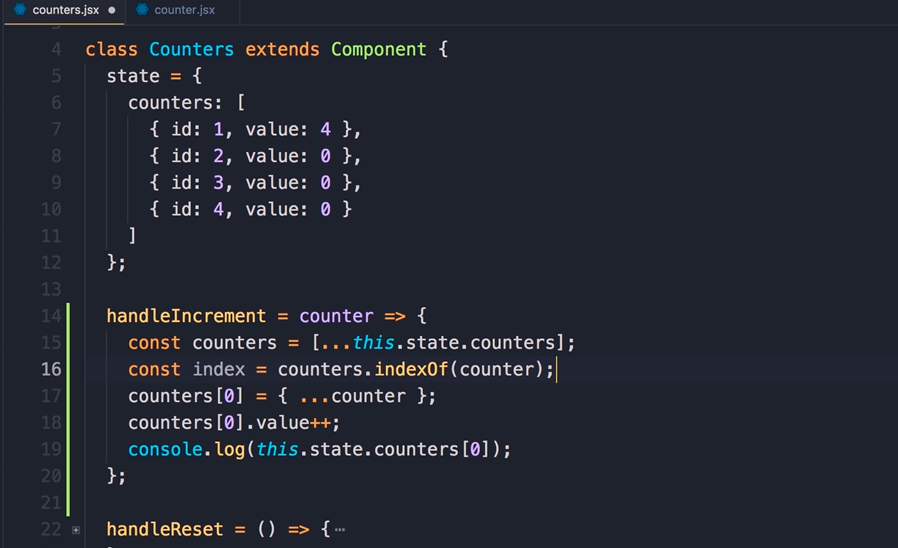 counters.jsx counter.jsx
4 class Counters extends Component {
5 state = {
6 counters: [
7 { id: 1, value: 4 },
8 { id: 2, value: 0 },
9 { id: 3, value: 0 },
10 { id: 4, value: 0 }
11 ]
12 };
13
14 handleIncrement = counter => {
15 const counters = [...this.state.counters];
16 const index = counters.indexOf(counter);
17 counters[0] = { ...counter };
18 counters[0].value++;
19 console.log(this.state.counters[0]);
20 };
21
22 handleReset = () => {⋯